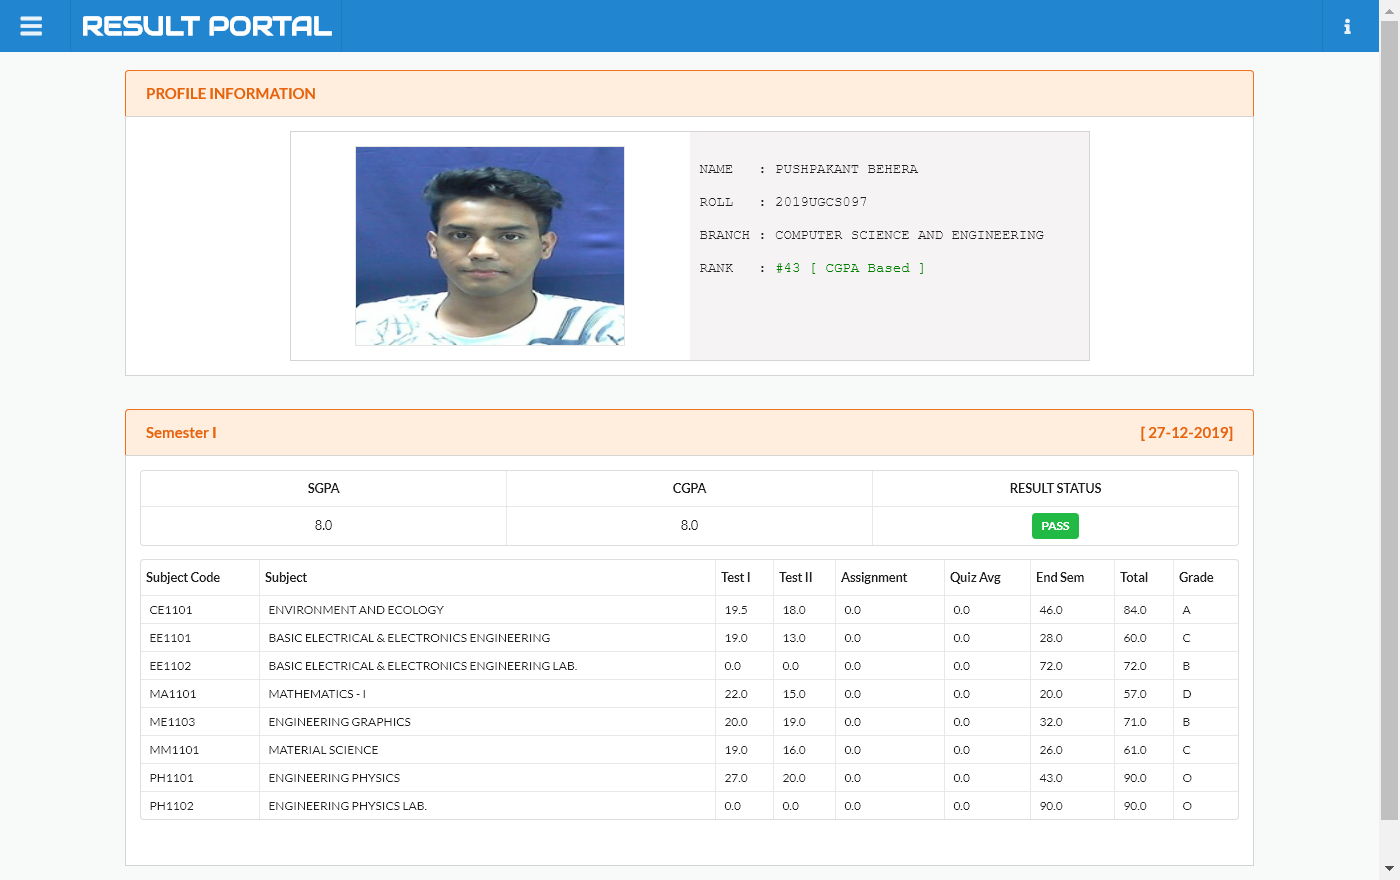 RESULT PORTAL
PROFILE INFORMATION
NAME : PUSHPAKANT BEHERA
ROLL : 2019UGCS097
BRANCH : COMPUTER SCIENCE AND ENGINEERING
RANK : #43 [ CGPA Based ]
Semester I [ 27-12-2019]
SGPA CGPA RESULT STATUS
8.0 8.0 PASS
Subject Code Subject Test I Test II Assignment Quiz Avg End Sem Total Grade
CE1101 ENVIRONMENT AND ECOLOGY 19.5 18.0 0.0 0.0 46.0 84.0 A
EE1101 BASIC ELECTRICAL & ELECTRONICS ENGINEERING 19.0 13.0 0.0 0.0 28.0 60.0 C
EE1102 BASIC ELECTRICAL & ELECTRONICS ENGINEERING LAB. 0.0 0.0 0.0 0.0 72.0 72.0 B
MA1101 MATHEMATICS - I 22.0 15.0 0.0 0.0 20.0 57.0 D
ME1103 ENGINEERING GRAPHICS 20.0 19.0 0.0 0.0 32.0 71.0 B
MM1101 MATERIAL SCIENCE 19.0 16.0 0.0 0.0 26.0 61.0 C
PH1101 ENGINEERING PHYSICS 27.0 20.0 0.0 0.0 43.0 90.0 O
PH1102 ENGINEERING PHYSICS LAB. 0.0 0.0 0.0 0.0 90.0 90.0 O